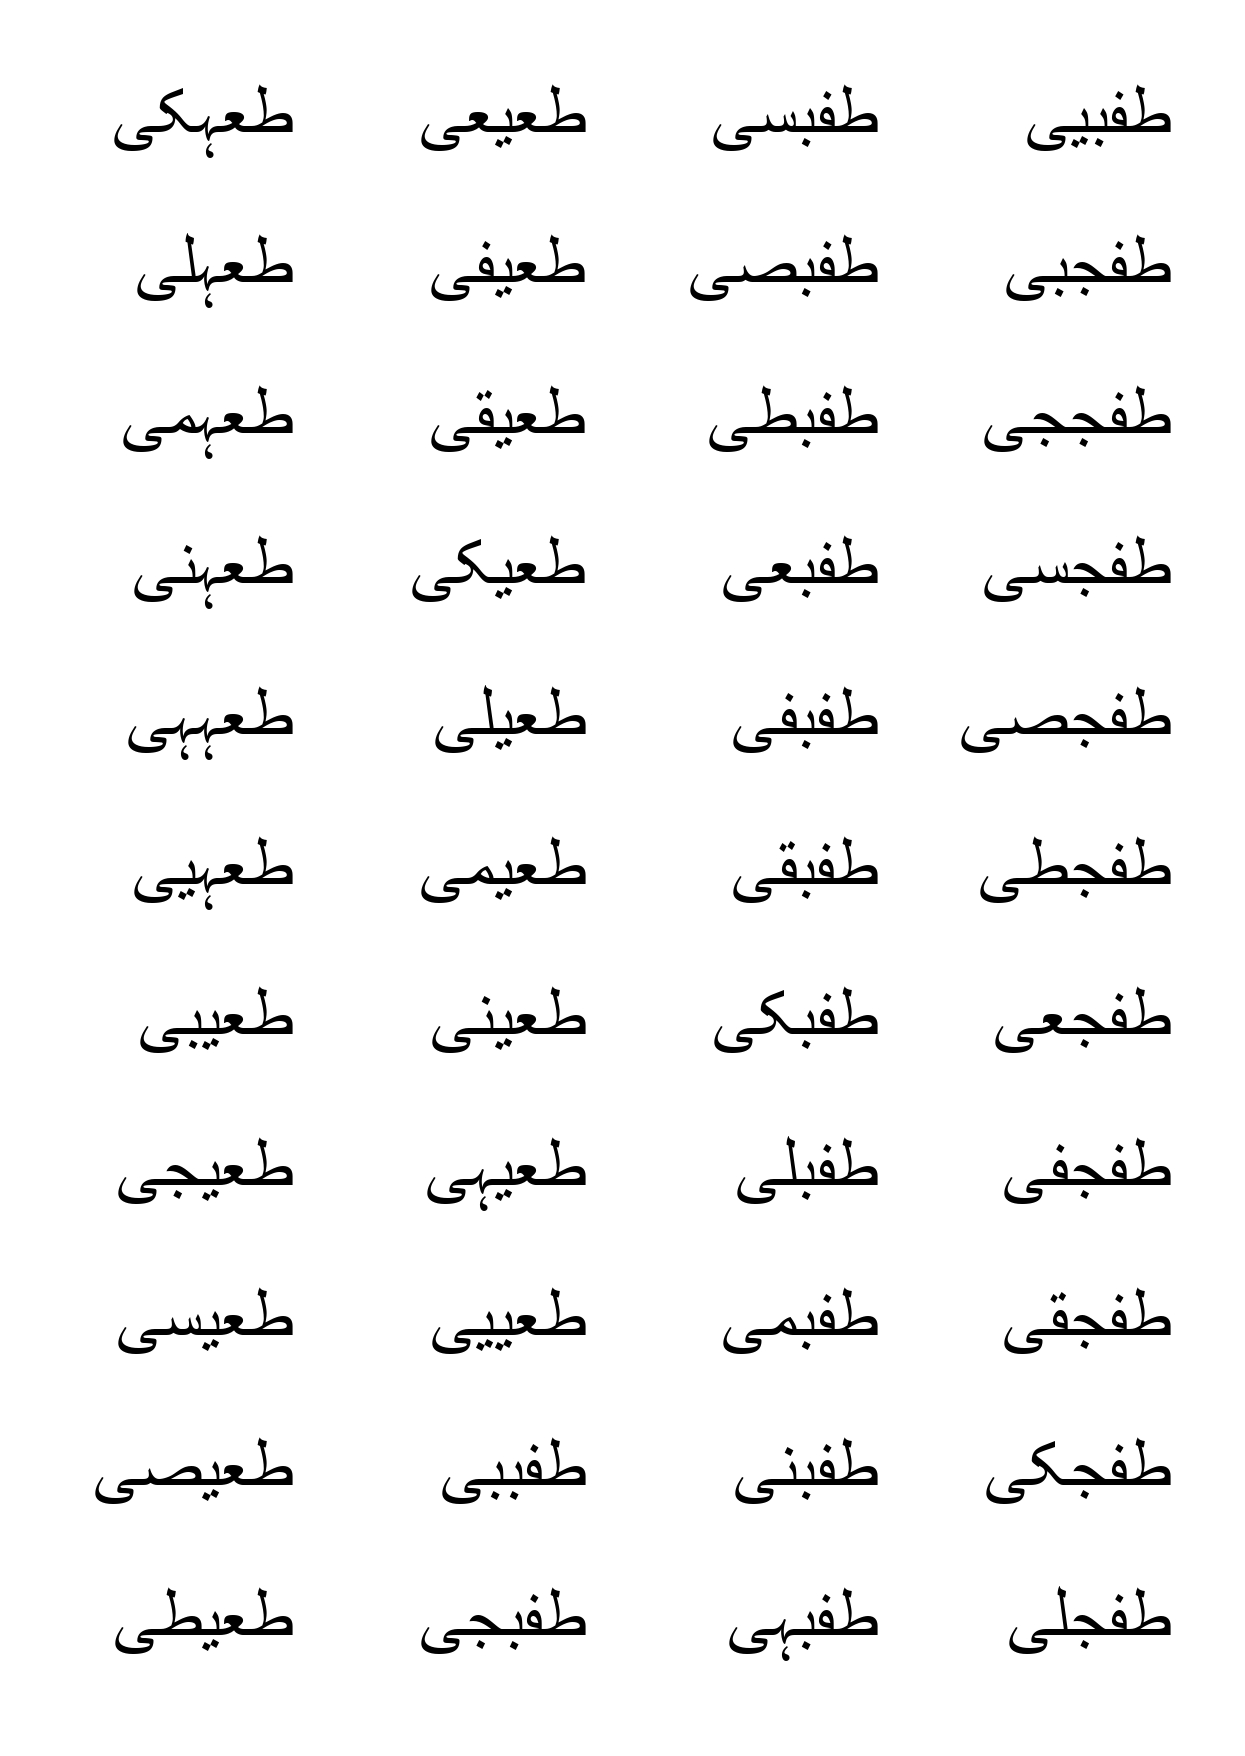 طفبیی طفبسی طعیعی طعہکی
طفجبی طفبصی طعیفی طعہلی
طفججی طفبطی طعیقی طعہمی
طفجسی طفبعی طعیکی طعہنی
طفجصی طفبفی طعیلی طعہہی
طفجطی طفبقی طعیمی طعہیی
طفجعی طفبکی طعینی طعیبی
طفجفی طفبلی طعیہی طعیجی
طفجقی طفبمی طعییی طعیسی
طفجکی طفبنی طفببی طعیصی
طفجلی طفبہی طفبجی طعیطی